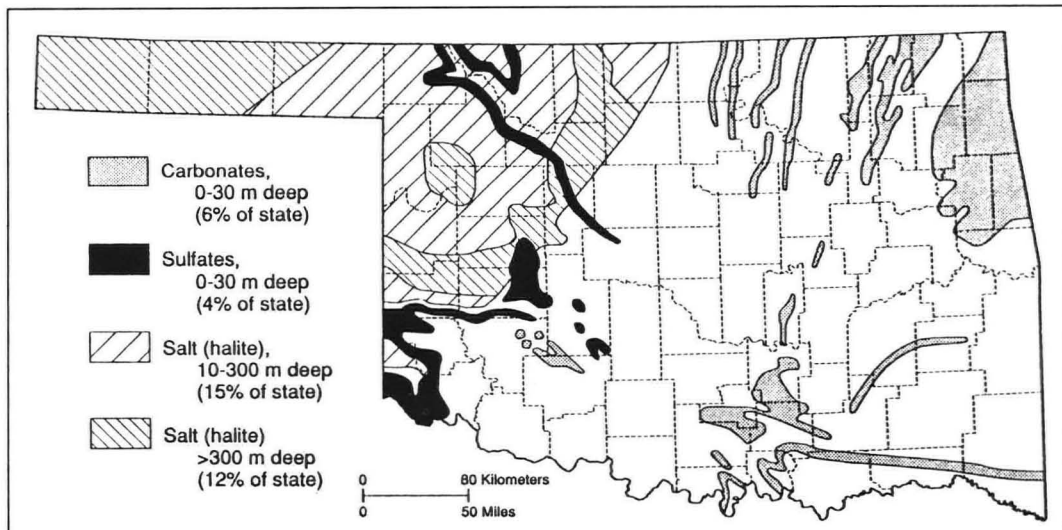 Carbonates,
0-30 m deep
(6% of state)
Sulfates,
0-30 m deep
(4% of state)
Salt (halite),
10-300 m deep
(15% of state)
Salt (halite)
>300 m deep
(12% of state)
0 80 Kilometers
0 50 Miles